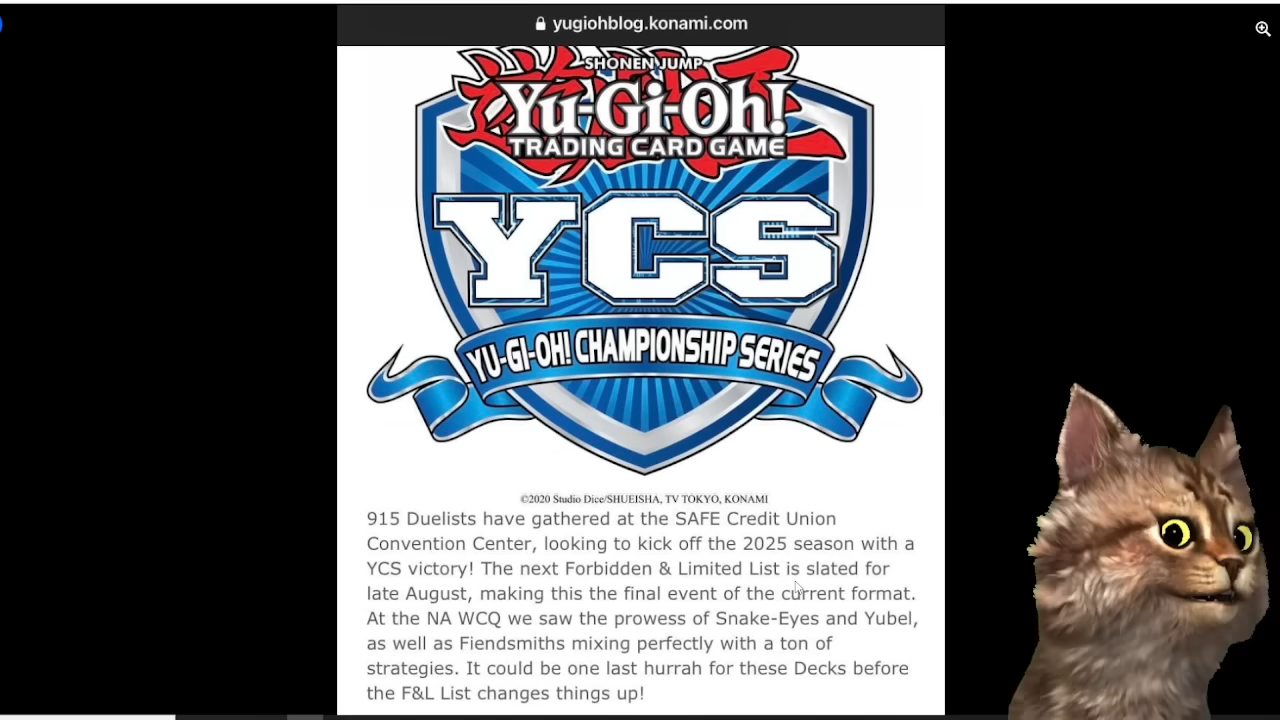 yugiohblog.konami.com
SHONEN JUMP
Yu-Gi-Oh!
TRADING CARD GAME
YCS
YU-GI-OH! CHAMPIONSHIP SERIES
©2020 Studio Dice/SHUEISHA, TV TOKYO, KONAMI
915 Duelists have gathered at the SAFE Credit Union
Convention Center, looking to kick off the 2025 season with a
YCS victory! The next Forbidden & Limited List is slated for
late August, making this the final event of the current format.
At the NA WCQ we saw the prowess of Snake-Eyes and Yubel,
as well as Fiendsmiths mixing perfectly with a ton of
strategies. It could be one last hurrah for these Decks before
the F&L List changes things up!